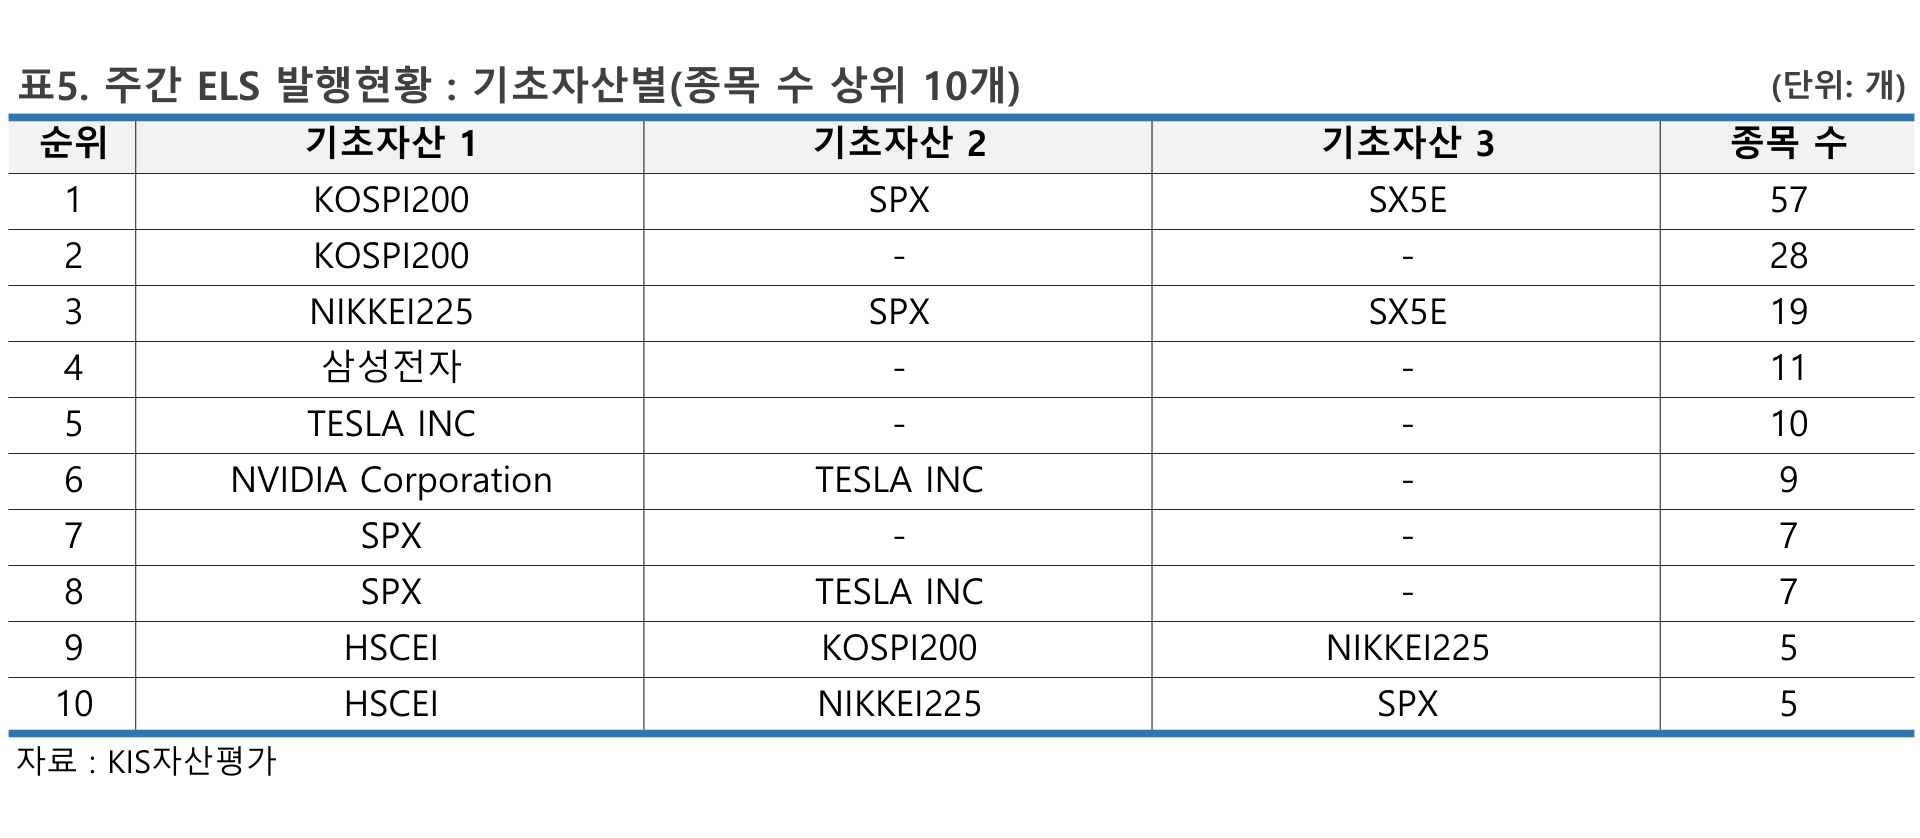 표5. 주간 ELS 발행현황 : 기초자산별(종목 수 상위 10개) (단위: 개)
순위 기초자산 1 기초자산 2 기초자산 3 종목 수
1 KOSPI200 SPX SX5E 57
2 KOSPI200 - - 28
3 NIKKEI225 SPX SX5E 19
4 삼성전자 - - 11
5 TESLA INC - - 10
6 NVIDIA Corporation TESLA INC - 9
7 SPX - - 7
8 SPX TESLA INC - 7
9 HSCEI KOSPI200 NIKKEI225 5
10 HSCEI NIKKEI225 SPX 5
자료 : KIS자산평가